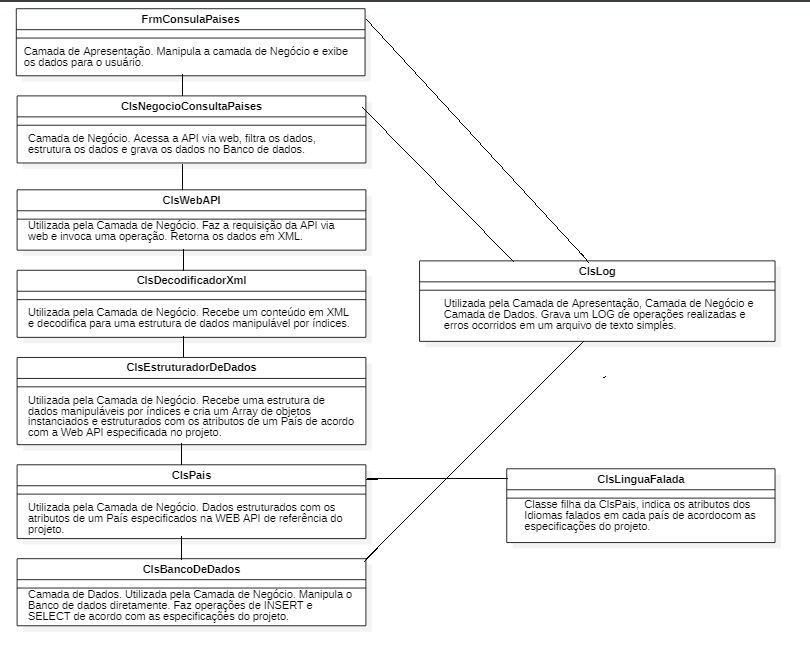 FrmConsulaPaises
Camada de Apresentação. Manipula a camada de Negócio e exibe
os dados para o usuário.
ClsNegocioConsultaPaises
Camada de Negócio. Acessa a API via web, filtra os dados,
estrutura os dados e grava os dados no Banco de dados.
ClsWebAPI
Utilizada pela Camada de Negócio. Faz a requisição da API via
web e invoca uma operação. Retorna os dados em XML.
ClsDecodificadorXml
Utilizada pela Camada de Negócio. Recebe um conteúdo em XML
e decodifica para uma estrutura de dados manipulável por índices.
ClsEstruturadorDeDados
Utilizada pela Camada de Negócio. Recebe uma estrutura de
dados manipuláveis por índices e cria um Array de objetos
instanciados e estruturados com os atributos de um País de acordo
com a Web API especificada no projeto.
ClsPais
Utilizada pela Camada de Negócio. Dados estruturados com os
atributos de um País especificados na WEB API de referência do
projeto.
ClsBancoDeDados
Camada de Dados. Utilizada pela Camada de Negócio. Manipula o
Banco de dados diretamente. Faz operações de INSERT e
SELECT de acordo com as especificações do projeto.
ClsLog
Utilizada pela Camada de Apresentação, Camada de Negócio e
Camada de Dados. Grava um LOG de operações realizadas e
erros ocorridos em um arquivo de texto simples.
ClsLinguaFalada
Classe filha da ClsPais, indica os atributos dos
Idiomas falados em cada país de acordocom as
especificações do projeto.